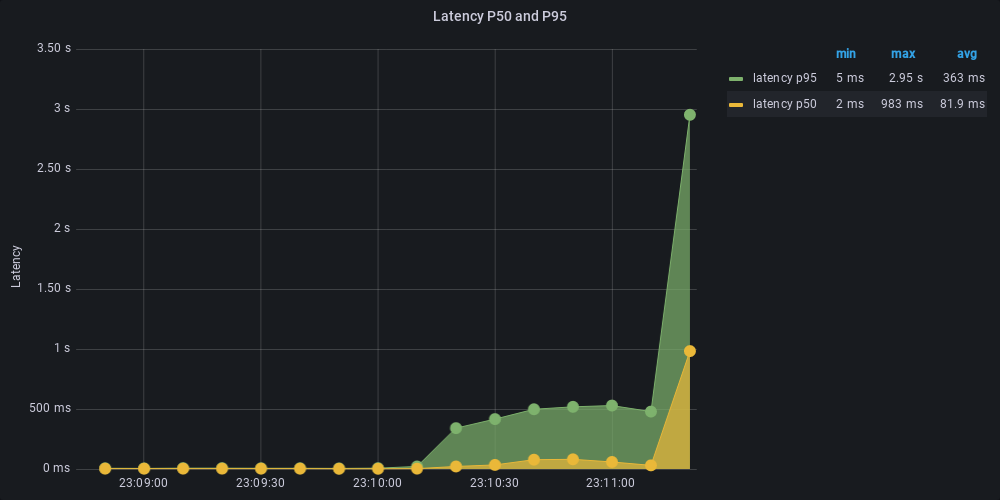 Latency P50 and P95
3.50 s
3 s
2.50 s
2 s
1.50 s
1 s
500 ms
0 ms
Latency
23:09:00 23:09:30 23:10:00 23:10:30 23:11:00
min max avg
latency p95 5 ms 2.95 s 363 ms
latency p50 2 ms 983 ms 81.9 ms